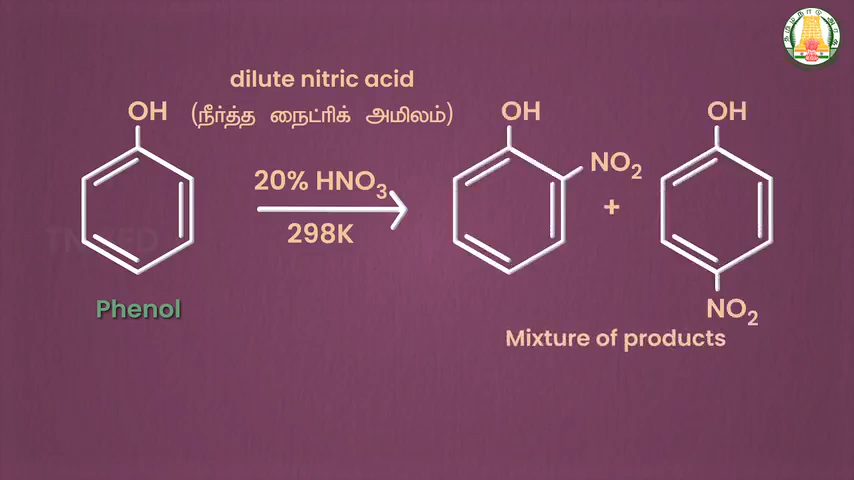 dilute nitric acid
OH (நீர்த்த நைட்ரிக் அமிலம்) OH OH
20% HNO3 NO2
+
298K
Phenol NO2
Mixture of products